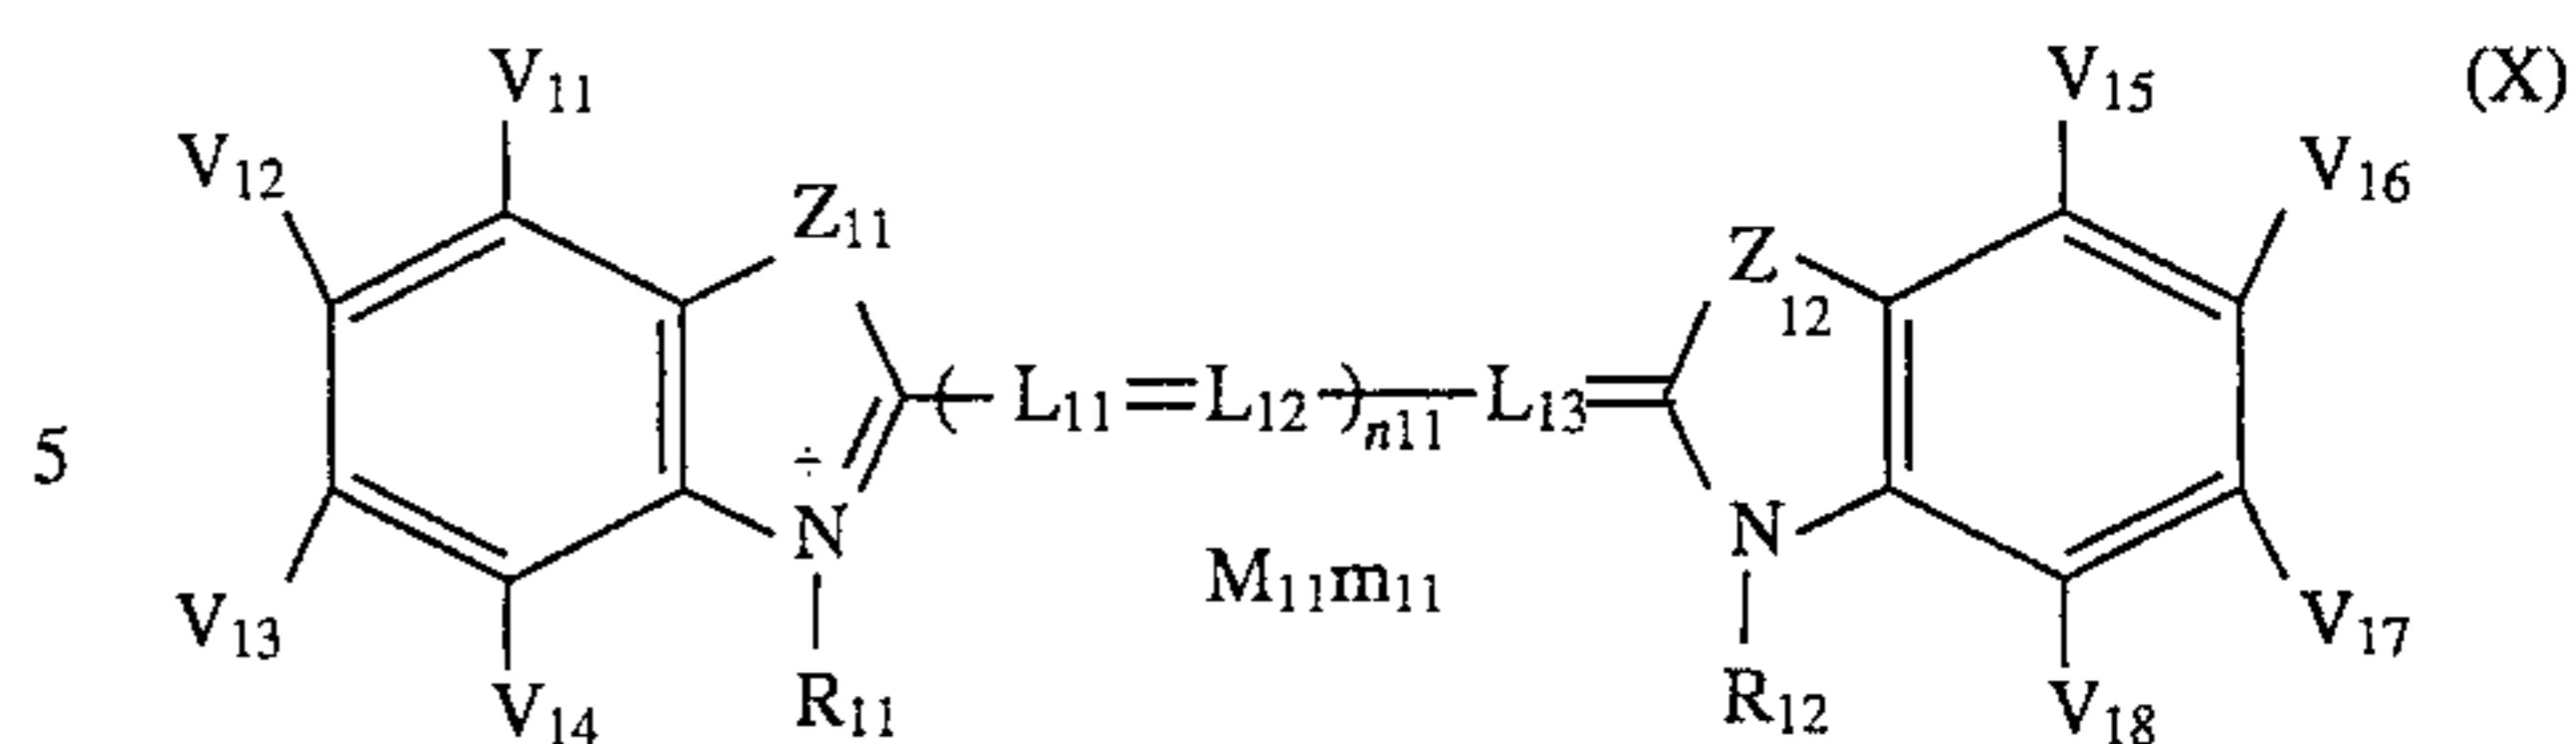 V11 V15 (X)
V12 Z11 Z12 V16
5 ( L11=L12 )n11 L13=
+
N N
M11m11
V13 V17
V14 R11 R12 V18